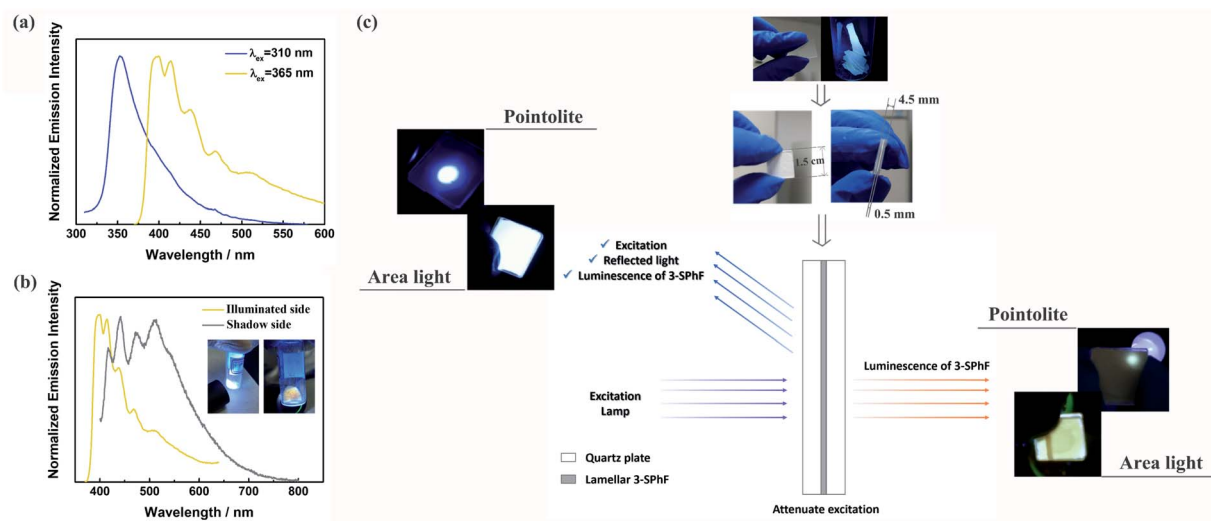 (a)
Normalized Emission Intensity
λex=310 nm
λex=365 nm
300 350 400 450 500 550 600
Wavelength / nm
(b)
Normalized Emission Intensity
Illuminated side
Shadow side
400 500 600 700 800
Wavelength / nm
(c)
4.5 mm
1.5 cm
0.5 mm
Pointolite
Area light
✓ Excitation
✓ Reflected light
✓ Luminescence of 3-SPhF
Excitation
Lamp
Luminescence of 3-SPhF
Pointolite
Area light
Quartz plate
Lamellar 3-SPhF
Attenuate excitation